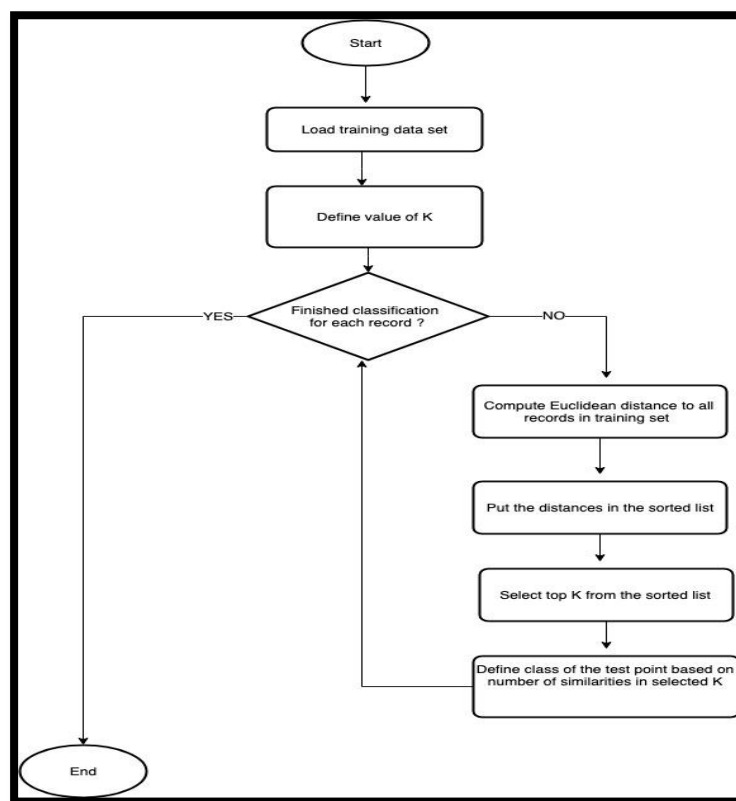 Start
Load training data set
Define value of K
Finished classification
for each record ?
YES
NO
Compute Euclidean distance to all
records in training set
Put the distances in the sorted list
Select top K from the sorted list
Define class of the test point based on
number of similarities in selected K
End